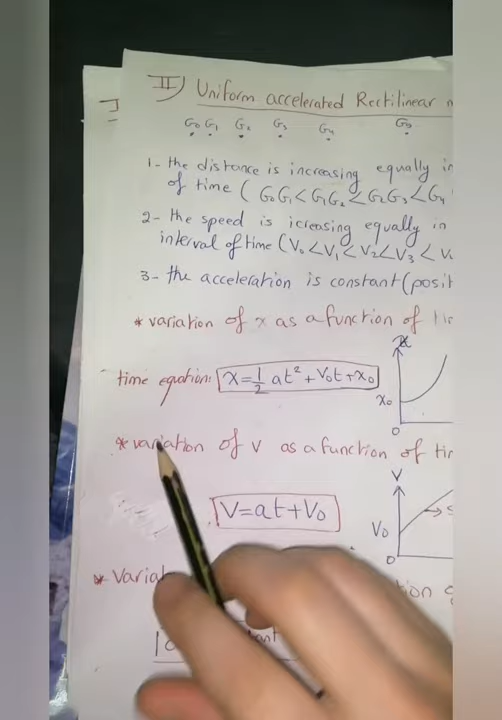 II) Uniform accelerated Rectilinear
G0 G1 G2 G3 G4 G5
1- the distance is increasing equally in
of time ( G0G1 < G1G2 < G2G3 < G4
2- the speed is icreasing equally in
interval of time (V0 < V1 < V2 < V3 < V
3- the acceleration is constant (posit
* variation of x as a function of
x
time equation: x = 1/2 at² + V0t + x0
x0
0
* variation of v as a function of
V
V = at + V0
V0
0